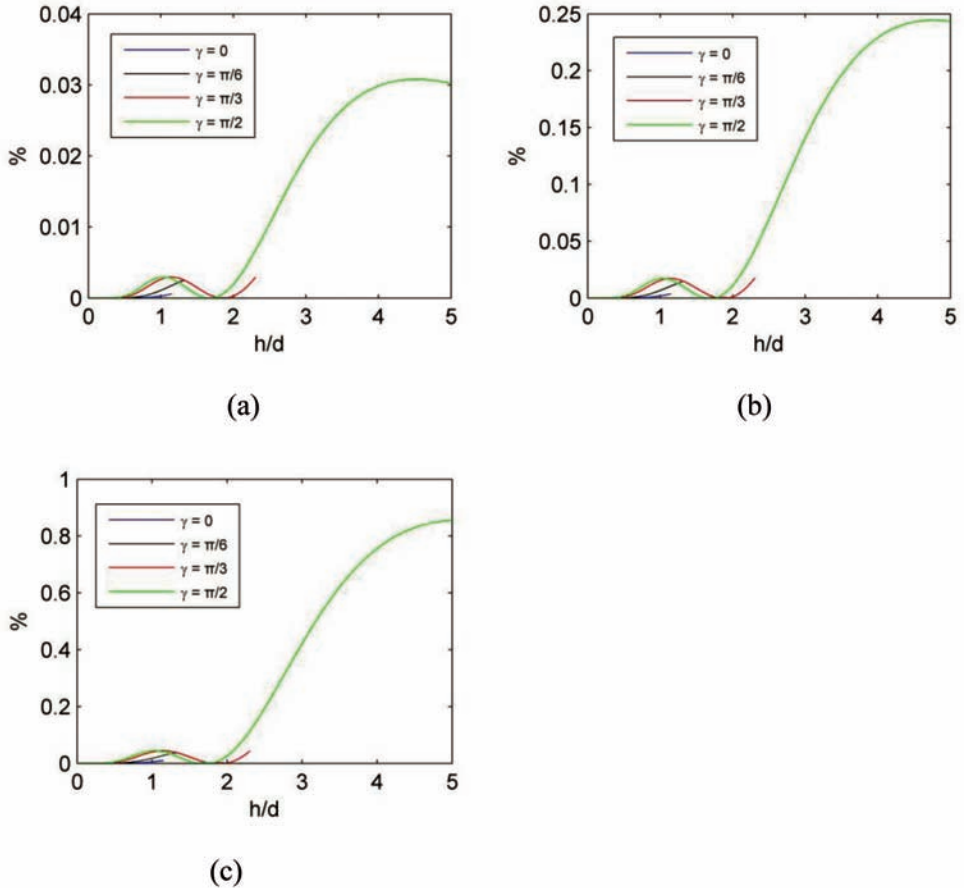 0.04
0.03
0.02
0.01
0
%
γ = 0
γ = π/6
γ = π/3
γ = π/2
0 1 2 3 4 5
h/d
(a)
0.25
0.2
0.15
0.1
0.05
0
%
γ = 0
γ = π/6
γ = π/3
γ = π/2
0 1 2 3 4 5
h/d
(b)
1
0.8
0.6
0.4
0.2
0
%
γ = 0
γ = π/6
γ = π/3
γ = π/2
0 1 2 3 4 5
h/d
(c)